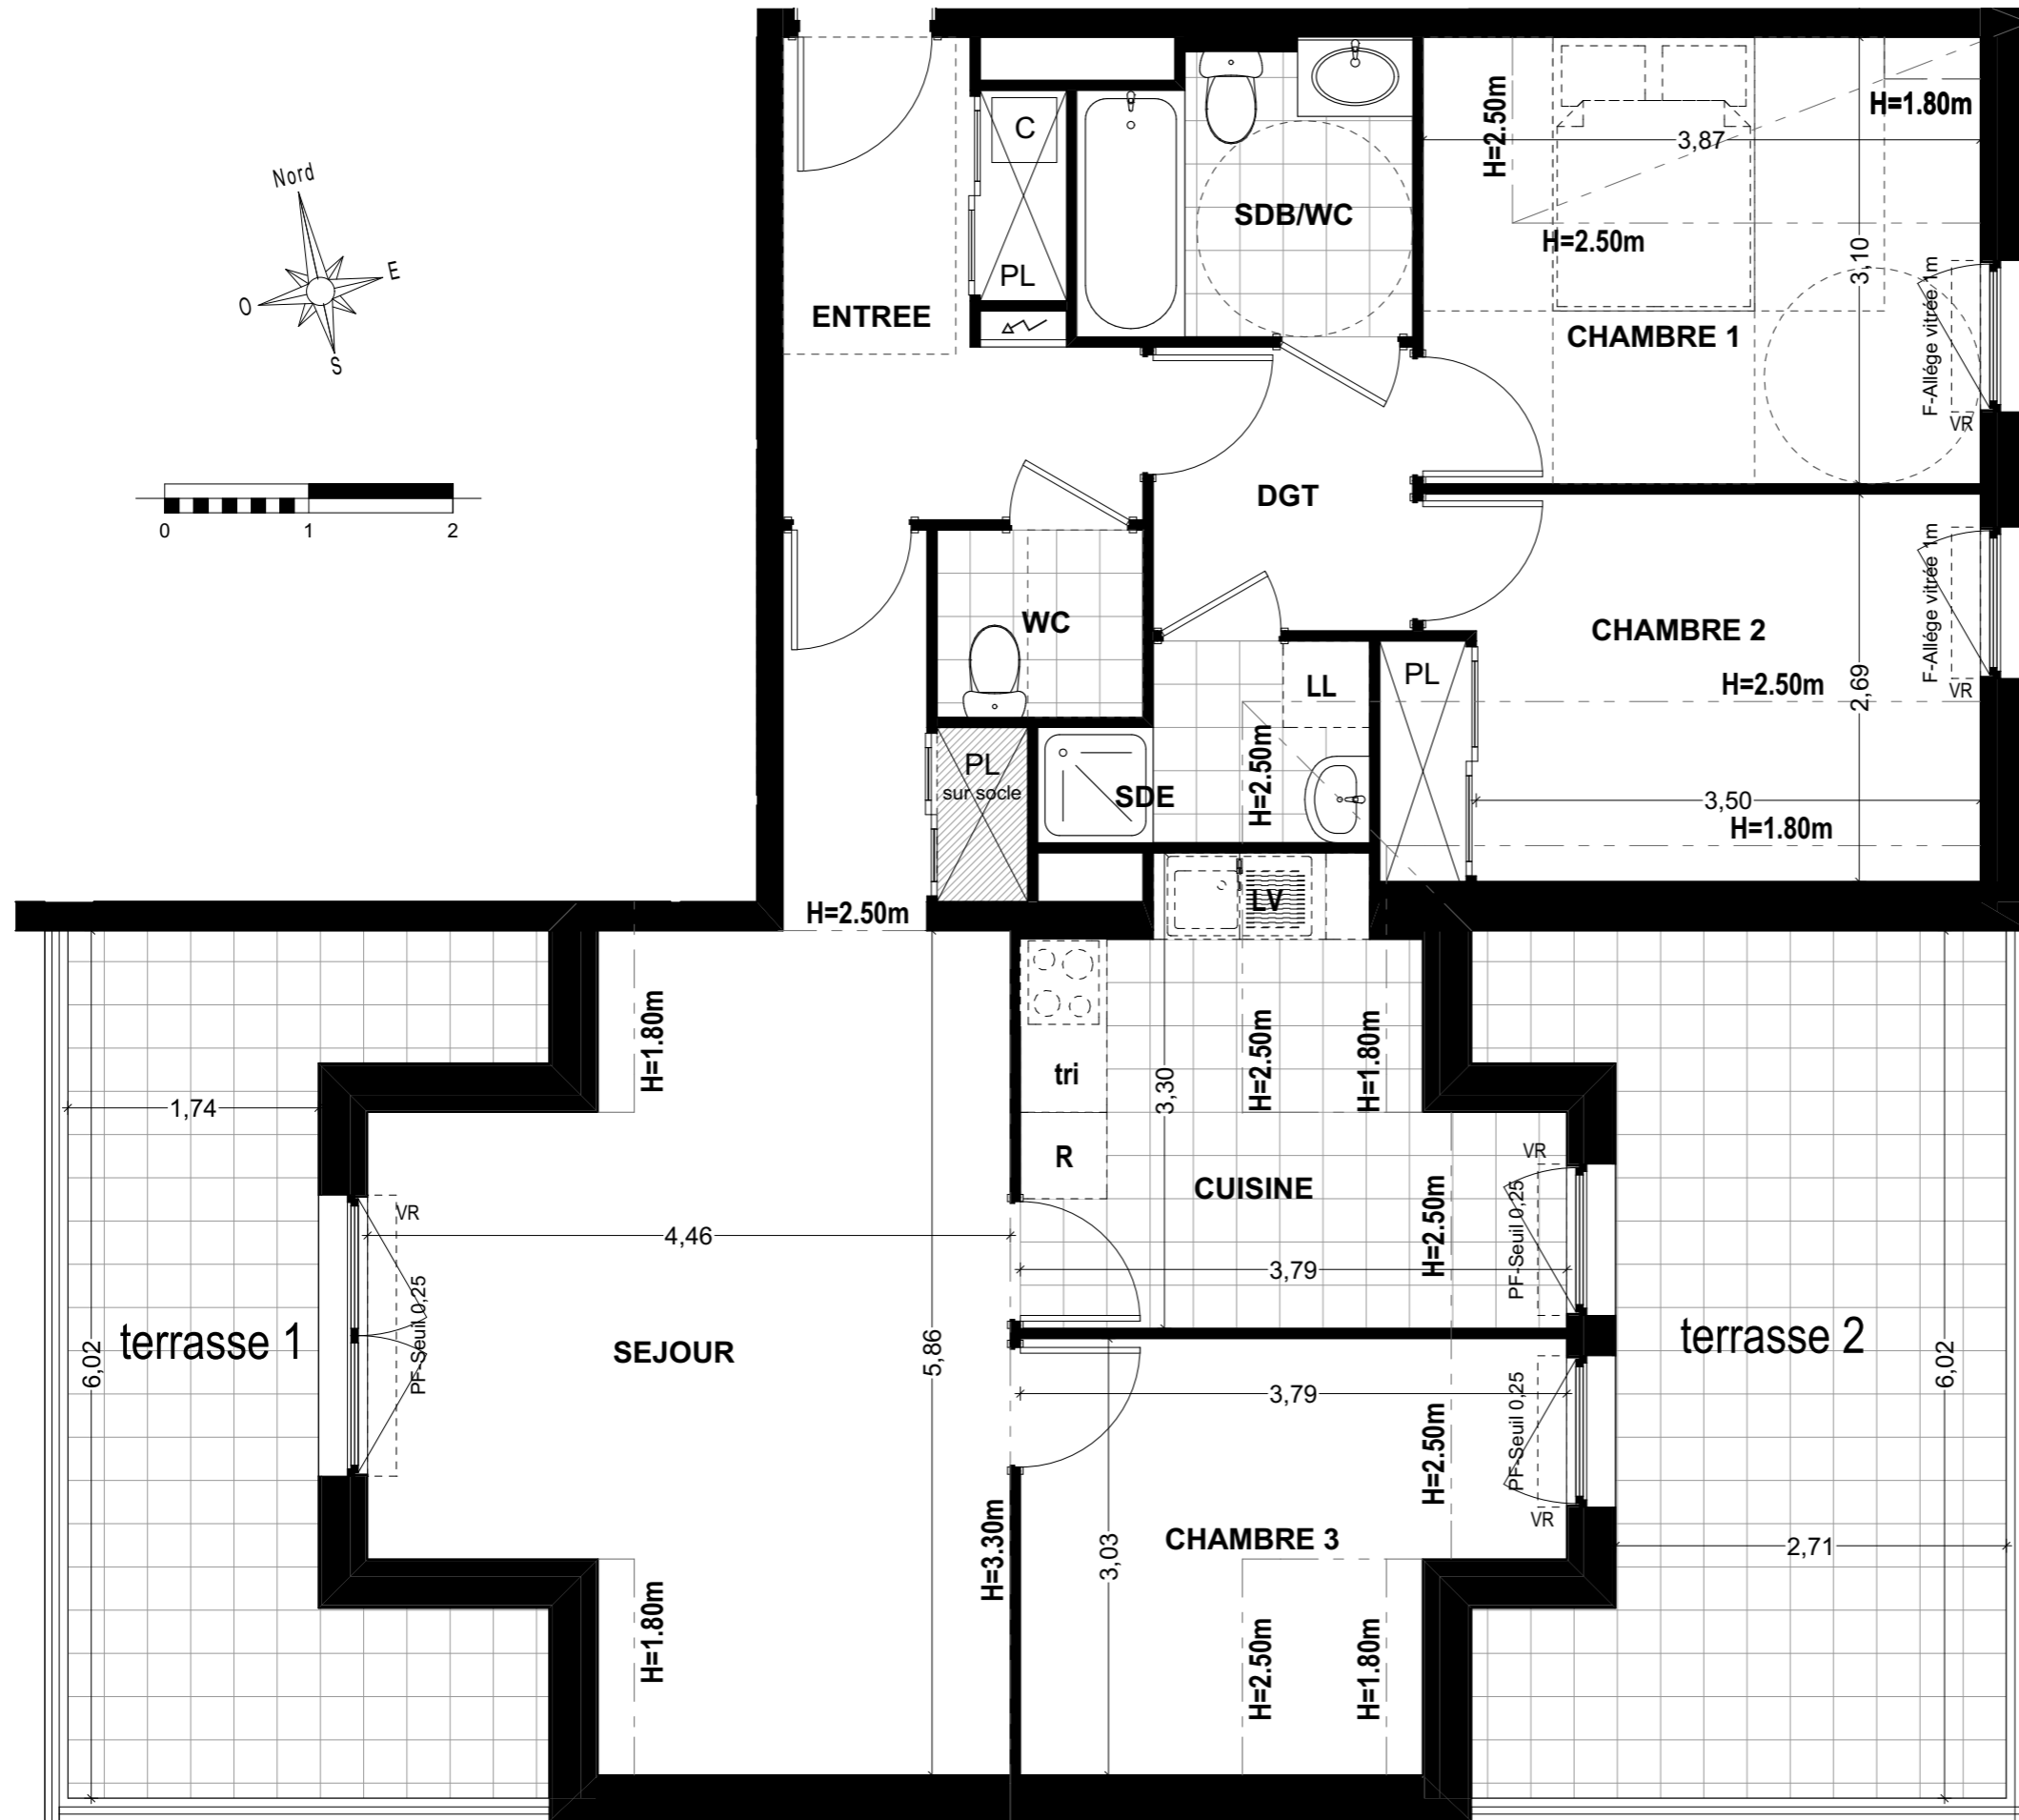 Nord
E
O
S
0 1 2
C
PL
ENTREE
SDB/WC
H=2.50m
H=1.80m
3,87
H=2.50m
3,10
CHAMBRE 1
F-Allége vitrée 1m
VR
DGT
WC
CHAMBRE 2
F-Allége vitrée 1m
VR
H=2.50m
2,69
LL
PL
H=2.50m
PL
sur socle
SDE
3,50
H=1.80m
H=2.50m
LV
H=1.80m
1,74
tri
3,30
H=2.50m
H=1.80m
R
CUISINE
VR
PF-Seuil 0,25
H=2.50m
VR
4,46
3,79
PF-Seuil 0,25
terrasse 1
6,02
SEJOUR
5,86
terrasse 2
6,02
3,79
H=2.50m
PF-Seuil 0,25
VR
CHAMBRE 3
H=3.30m
3,03
2,71
H=1.80m
H=2.50m
H=1.80m